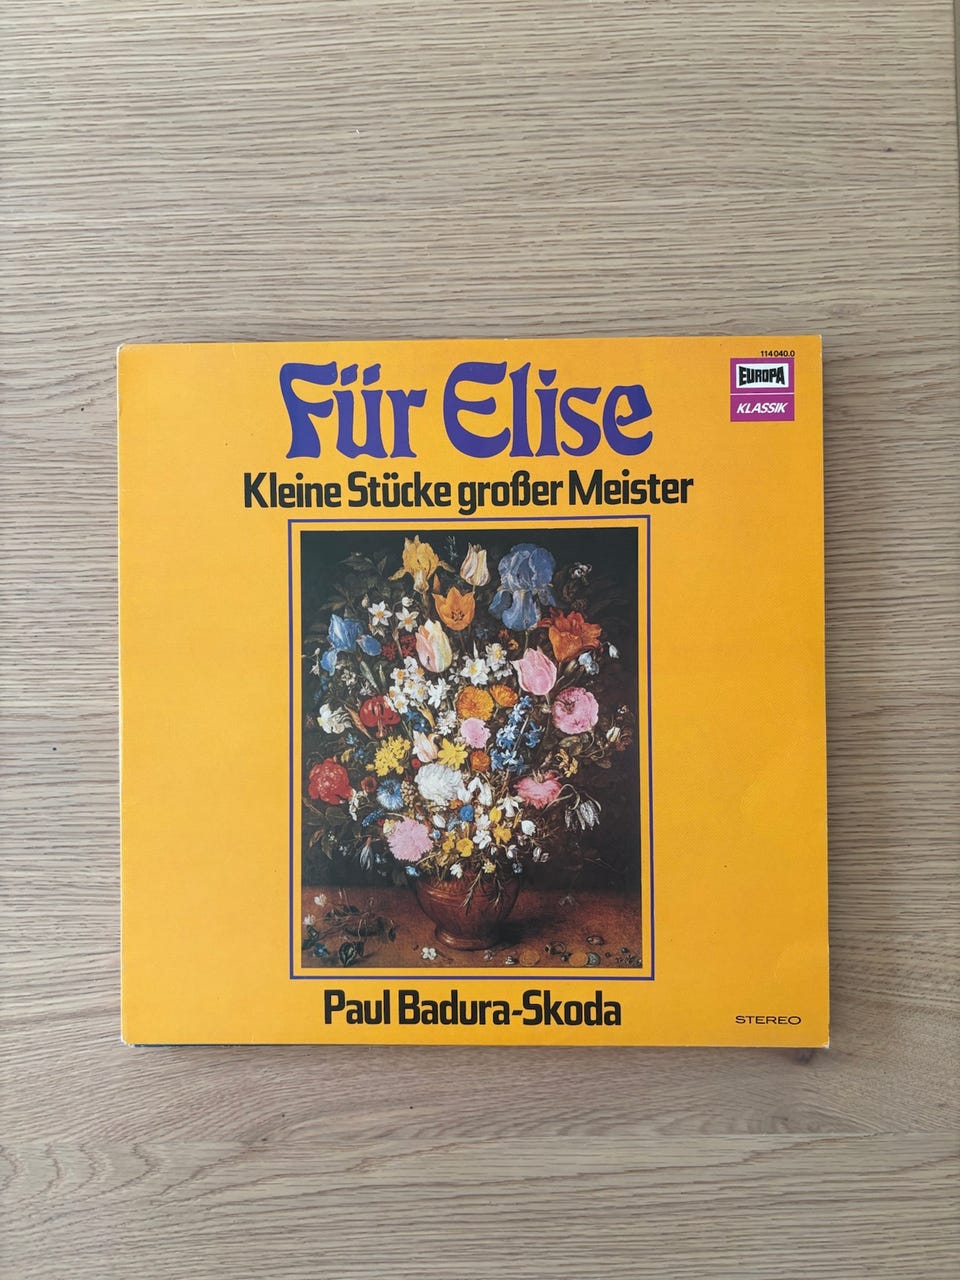 114 040.0
EUROPA
KLASSIK
Für Elise
Kleine Stücke großer Meister
Paul Badura-Skoda
STEREO